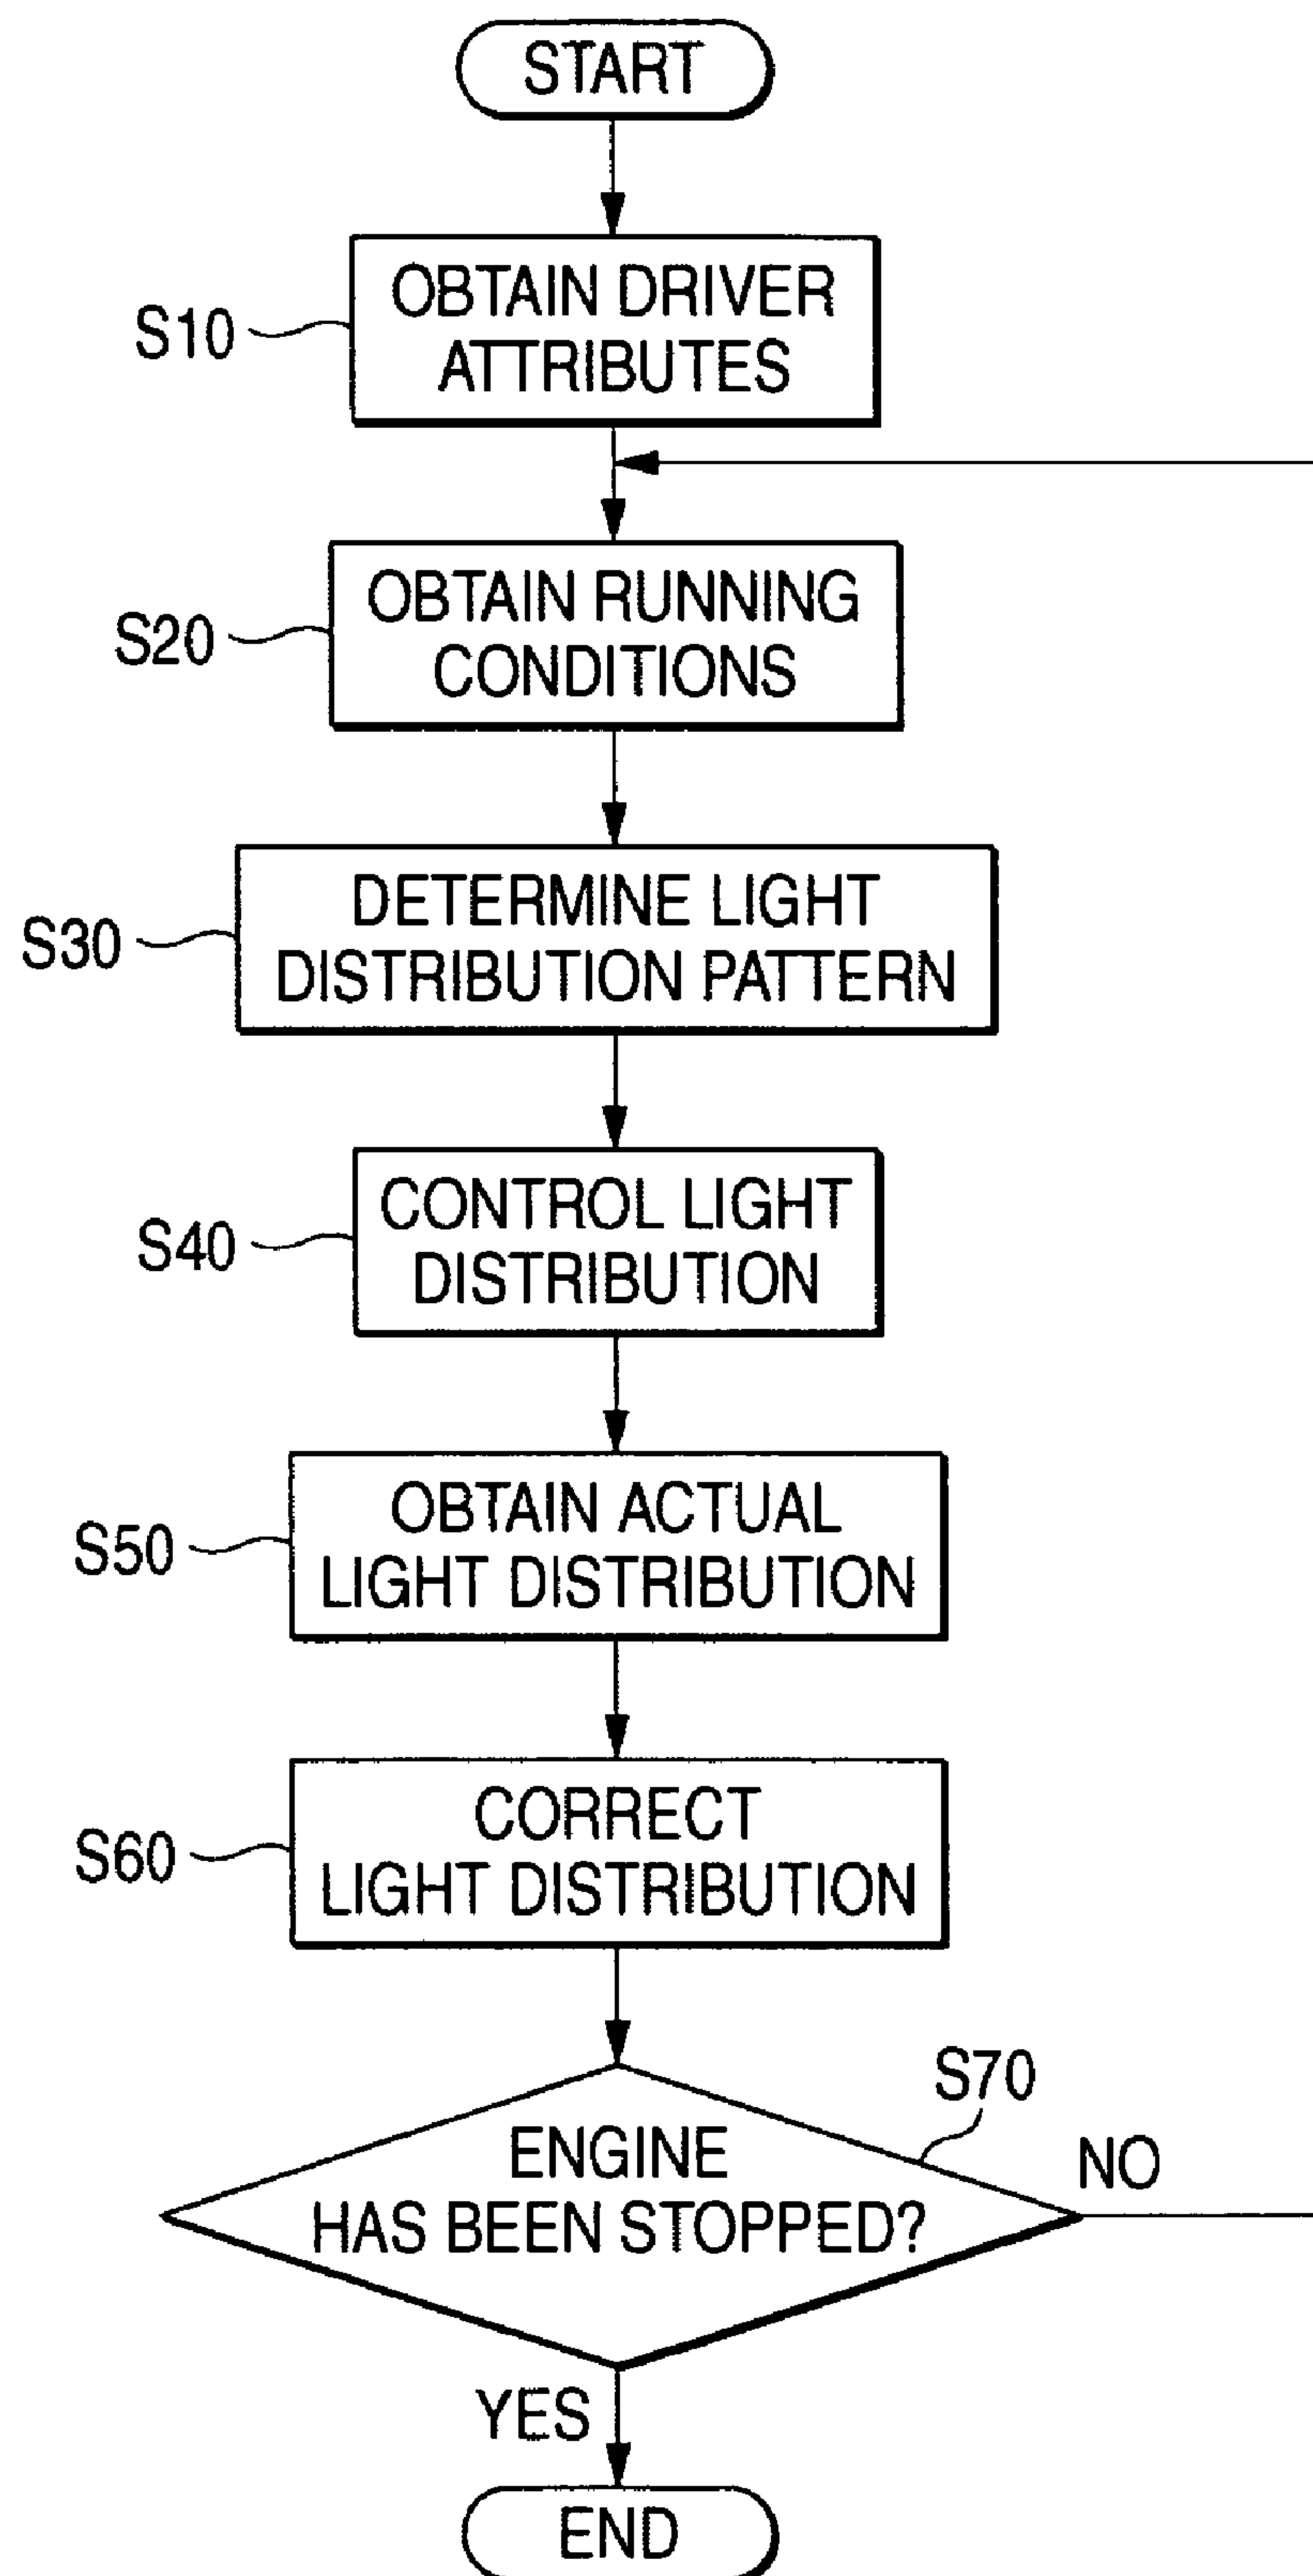 START
S10
OBTAIN DRIVER
ATTRIBUTES
S20
OBTAIN RUNNING
CONDITIONS
S30
DETERMINE LIGHT
DISTRIBUTION PATTERN
S40
CONTROL LIGHT
DISTRIBUTION
S50
OBTAIN ACTUAL
LIGHT DISTRIBUTION
S60
CORRECT
LIGHT DISTRIBUTION
S70
ENGINE
HAS BEEN STOPPED?
NO
YES
END